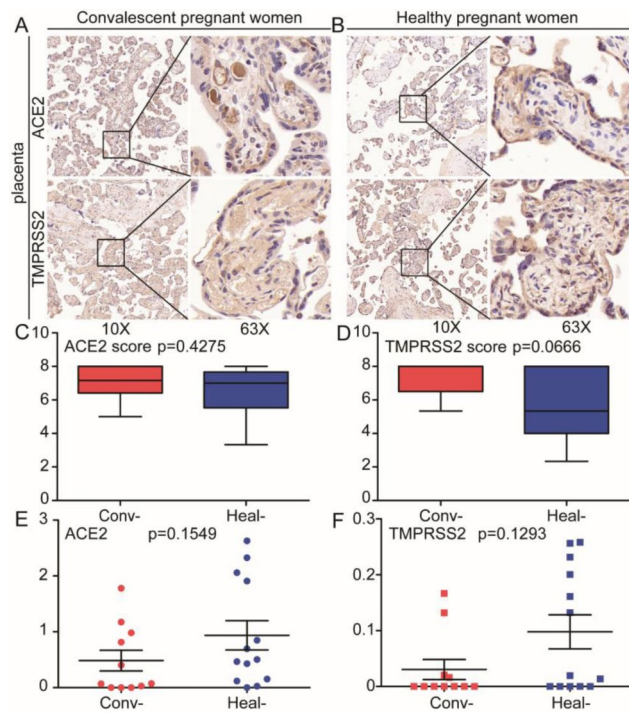 A Convalescent pregnant women
B Healthy pregnant women
placenta
ACE2
TMPRSS2
10X 63X 10X 63X
C ACE2 score p=0.4275
10
8
6
4
2
0
Conv- Heal-
D TMPRSS2 score p=0.0666
10
8
6
4
2
0
Conv- Heal-
E ACE2 p=0.1549
3
2
1
0
Conv- Heal-
F TMPRSS2 p=0.1293
0.3
0.2
0.1
0
Conv- Heal-